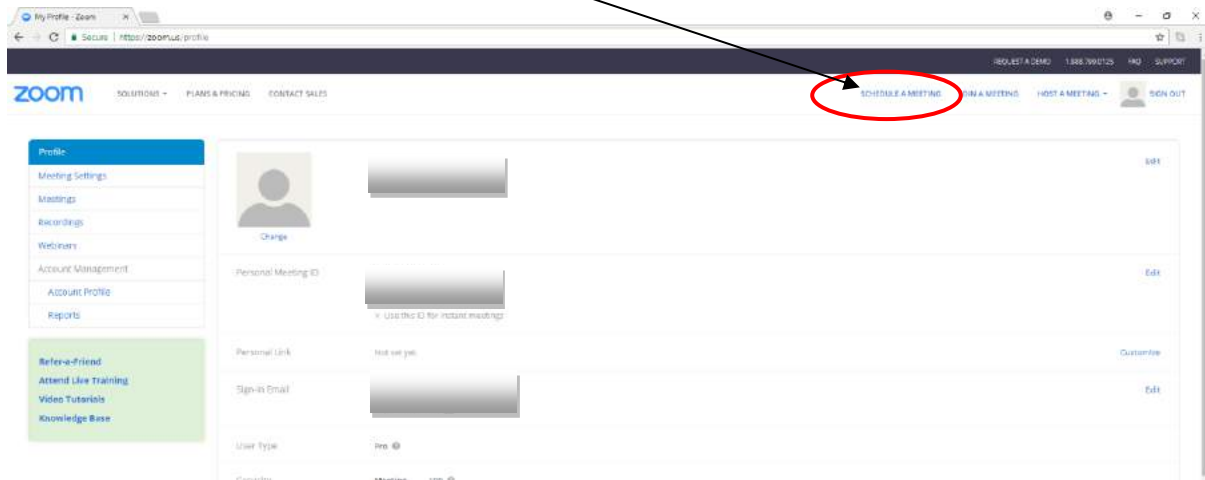 My Profile - Zoom
Secure | https://zoom.us/profile
REQUEST A DEMO 1.888.799.0125 FAQ SUPPORT
zoom SOLUTIONS PLANS & PRICING CONTACT SALES SCHEDULE A MEETING JOIN A MEETING HOST A MEETING SIGN OUT
Profile
Edit
Meeting Settings
Meetings
Recordings
Webinars
Change
Account Management
Personal Meeting ID
Edit
Account Profile
Reports
× Use this ID for instant meetings
Personal Link Not set yet. Customize
Refer-a-Friend
Attend Live Training
Sign-in Email Edit
Video Tutorials
Knowledge Base
User Type Pro
Capacity Meeting